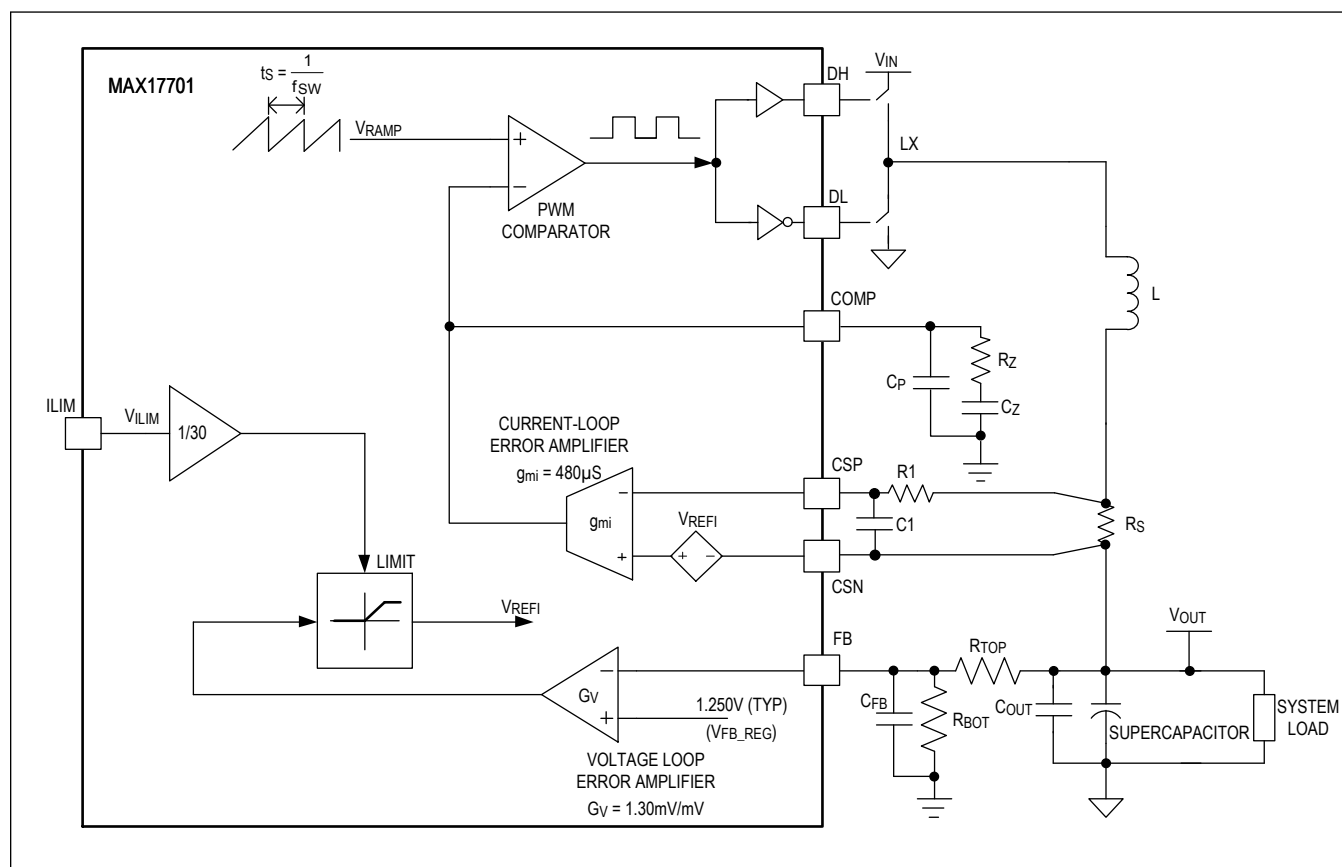 MAX17701
tS = 1
fSW
VRAMP
+
−
PWM
COMPARATOR
DH
VIN
LX
DL
L
COMP
RZ
CP
CZ
ILIM
VILIM
1/30
CURRENT-LOOP
ERROR AMPLIFIER
gmi = 480µS
−
gmi
+
VREFI
+ −
CSP
R1
C1
RS
CSN
LIMIT
VREFI
FB
−
GV
+
1.250V (TYP)
(VFB_REG)
VOLTAGE LOOP
ERROR AMPLIFIER
GV = 1.30mV/mV
RTOP
VOUT
CFB
RBOT
COUT
SUPERCAPACITOR
SYSTEM
LOAD